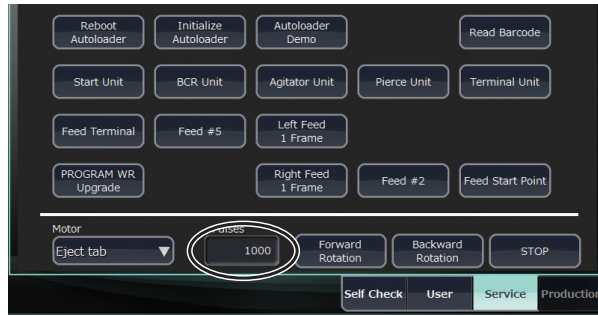 Reboot
Autoloader
Initialize
Autoloader
Autoloader
Demo
Read Barcode
Start Unit
BCR Unit
Agitator Unit
Pierce Unit
Terminal Unit
Feed Terminal
Feed #5
Left Feed
1 Frame
PROGRAM WR
Upgrade
Right Feed
1 Frame
Feed #2
Feed Start Point
Motor
Pulses
Eject tab
1000
Forward
Rotation
Backward
Rotation
STOP
Self Check
User
Service
Production